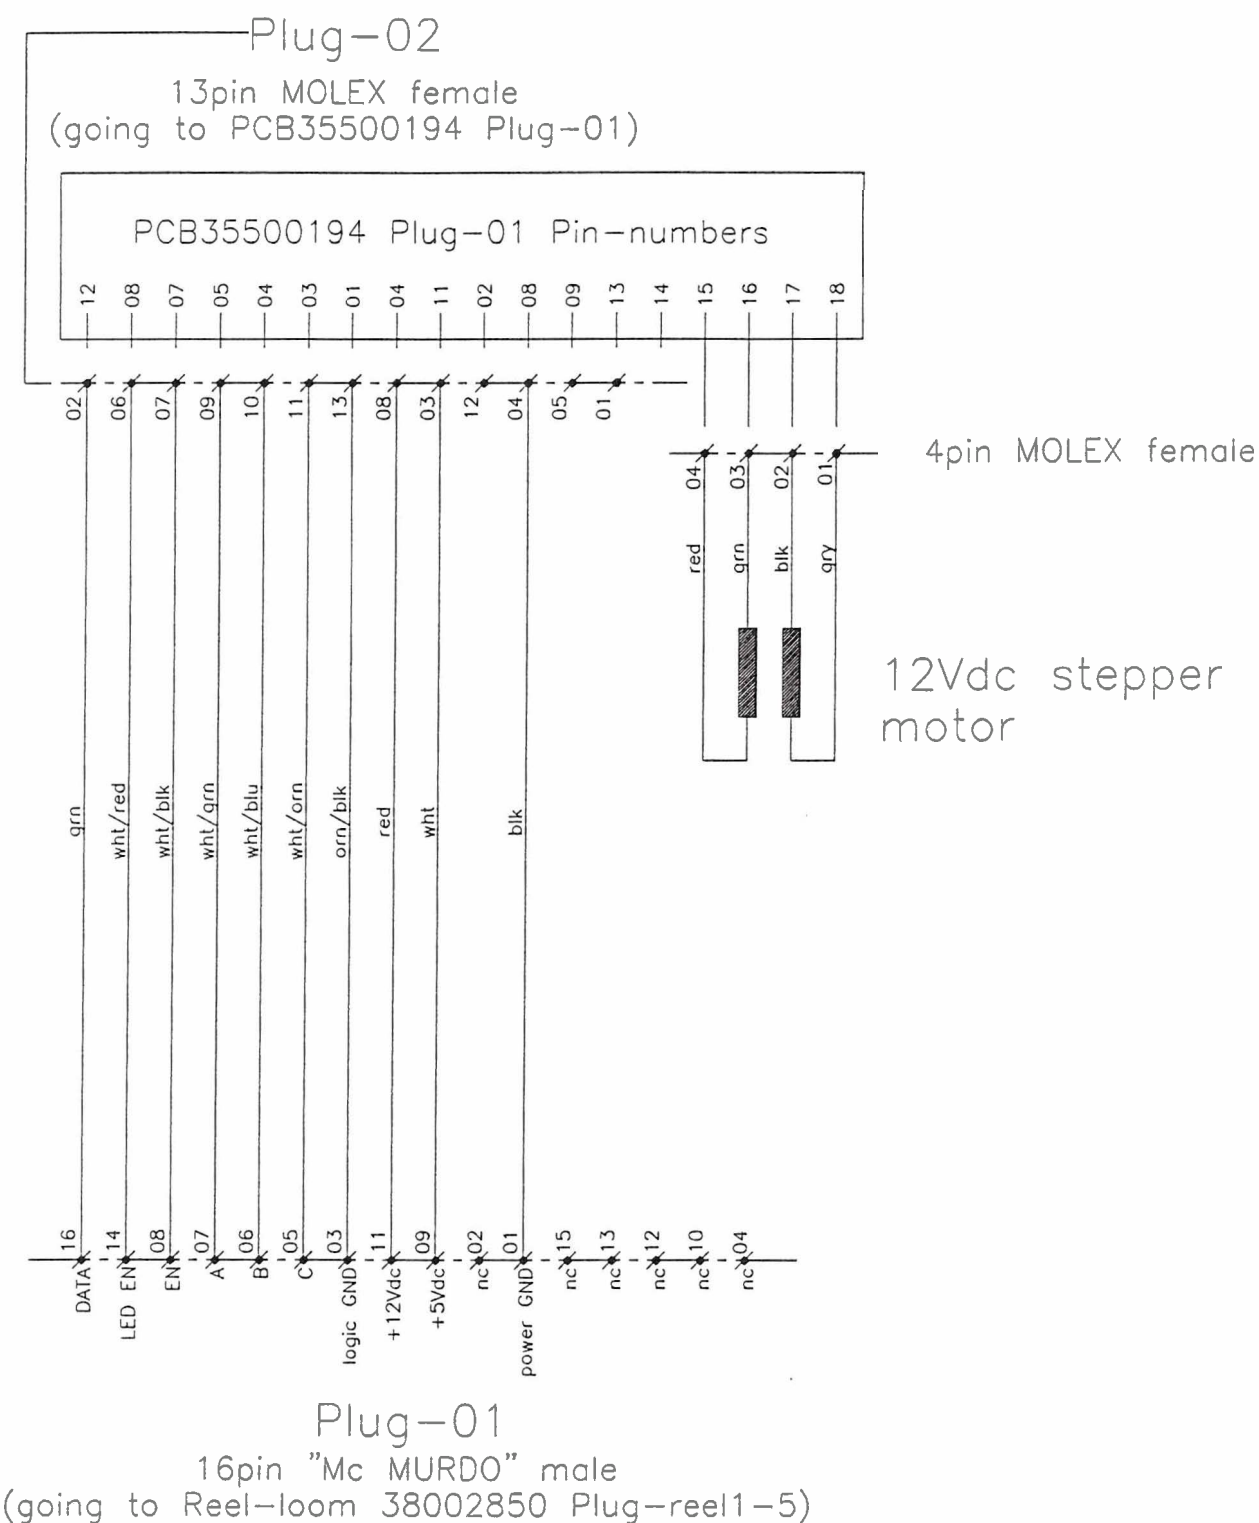 Plug-02
13pin MOLEX female
(going to PCB35500194 Plug-01)
PCB35500194 Plug-01 Pin-numbers
12 08 07 05 04 03 01 04 11 02 08 09 13 14 15 16 17 18
02 06 07 09 10 11 13 08 03 12 04 05 01
04 03 02 01
4pin MOLEX female
red grn blk gry
12Vdc stepper
motor
grn wht/red wht/blk wht/grn wht/blu wht/orn orn/blk red wht blk
16 14 08 07 06 05 03 11 09 02 01 15 13 12 10 04
DATA LED EN EN A B C logic GND +12Vdc +5Vdc nc power GND nc nc nc nc nc
Plug-01
16pin "Mc MURDO" male
(going to Reel-loom 38002850 Plug-reel1-5)